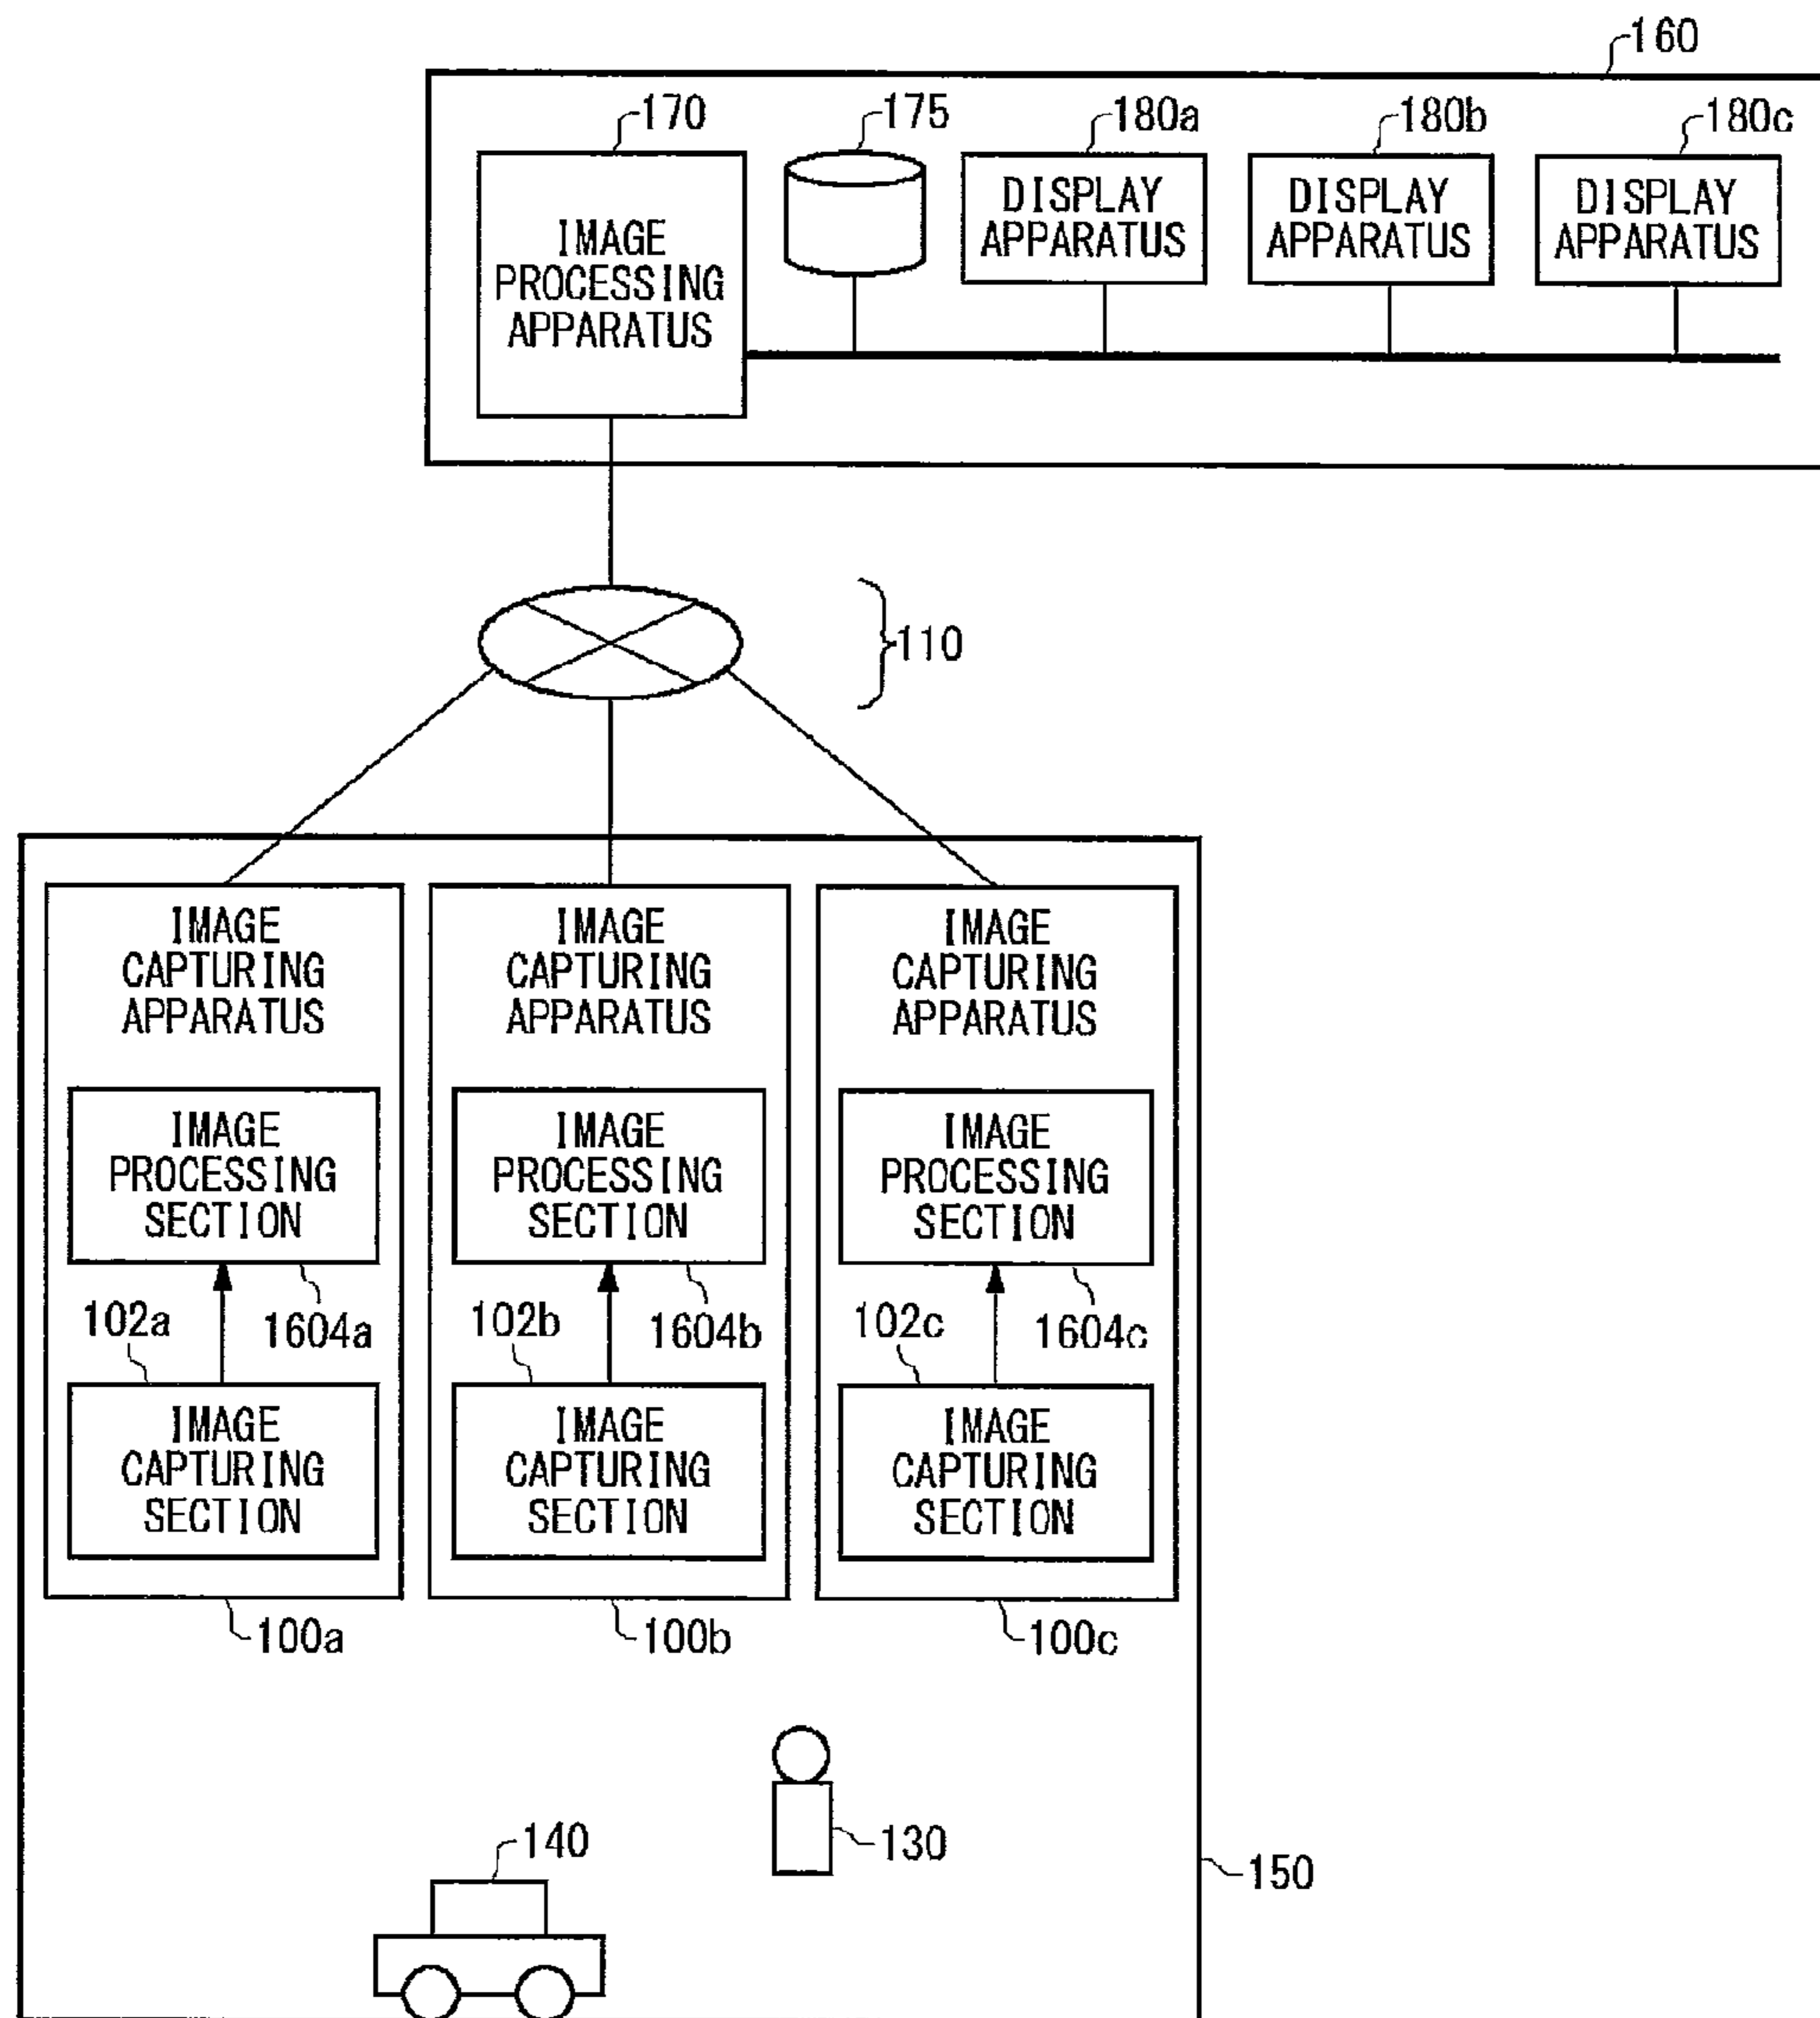 160
170
175
180a
180b
180c
IMAGE
PROCESSING
APPARATUS
DISPLAY
APPARATUS
DISPLAY
APPARATUS
DISPLAY
APPARATUS
110
IMAGE
CAPTURING
APPARATUS
IMAGE
CAPTURING
APPARATUS
IMAGE
CAPTURING
APPARATUS
IMAGE
PROCESSING
SECTION
IMAGE
PROCESSING
SECTION
IMAGE
PROCESSING
SECTION
102a
1604a
102b
1604b
102c
1604c
IMAGE
CAPTURING
SECTION
IMAGE
CAPTURING
SECTION
IMAGE
CAPTURING
SECTION
100a
100b
100c
140
130
150